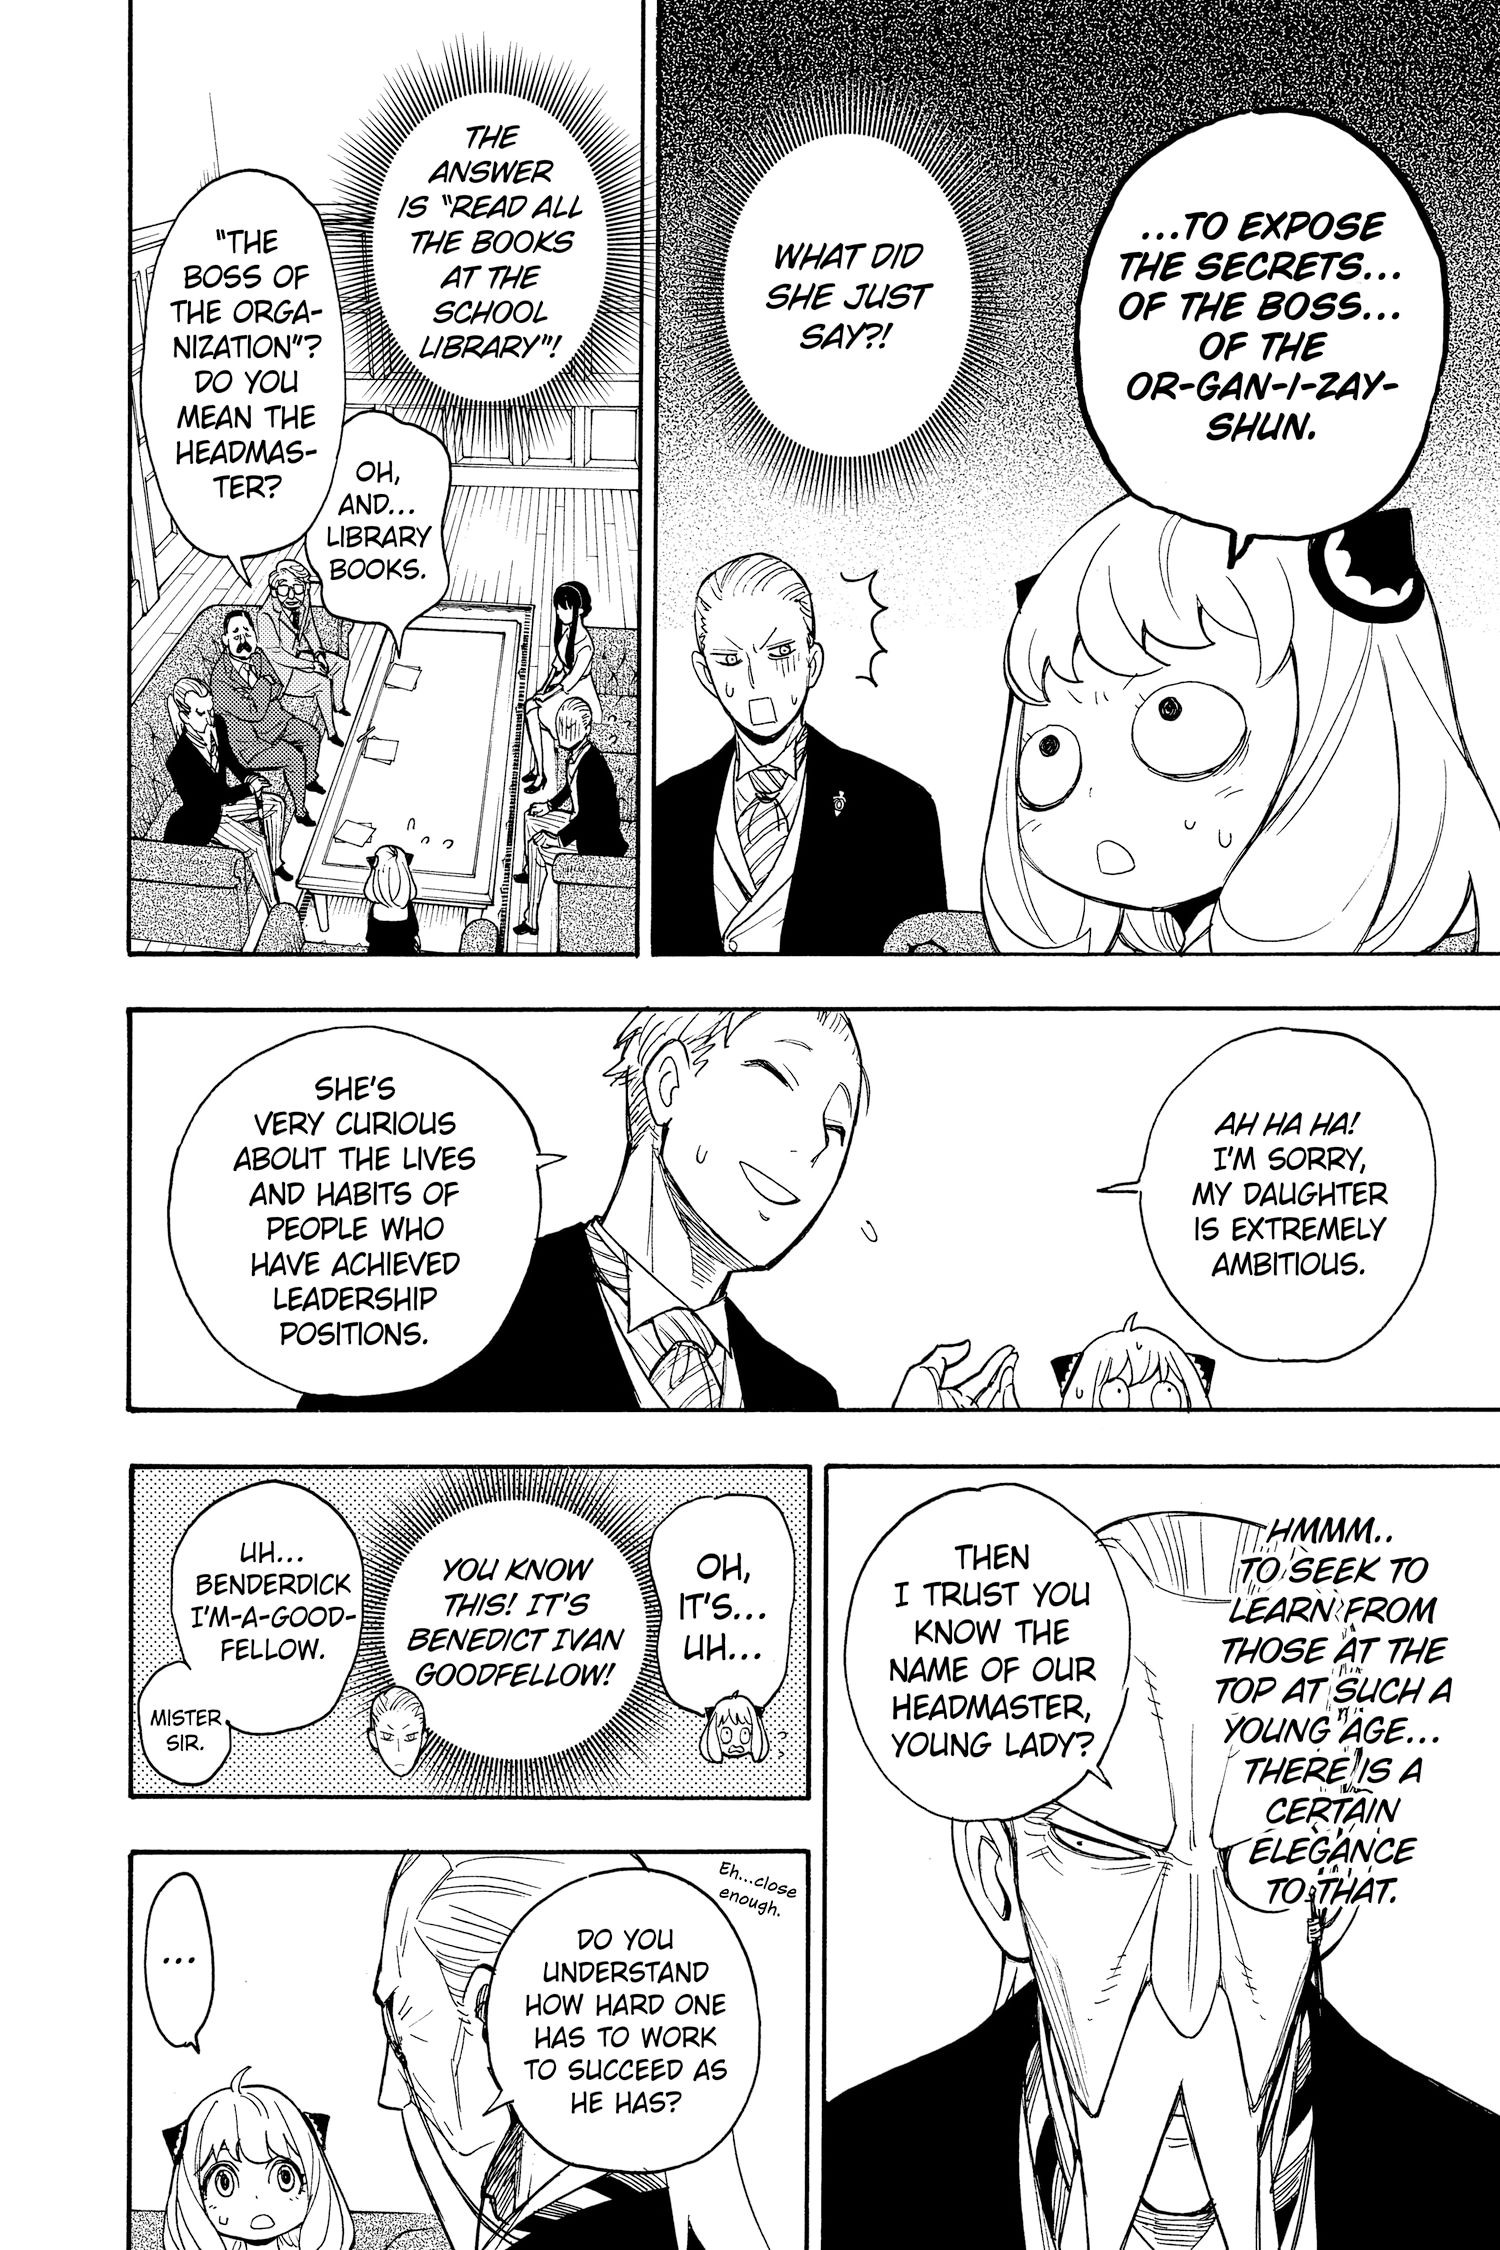 ...TO EXPOSE
THE SECRETS...
OF THE BOSS...
OF THE
OR-GAN-I-ZAY-
SHUN.
WHAT DID
SHE JUST
SAY?!
THE
ANSWER
IS "READ ALL
THE BOOKS
AT THE
SCHOOL
LIBRARY"!
OH,
AND...
LIBRARY
BOOKS.
"THE
BOSS OF
THE ORGA-
NIZATION"?
DO YOU
MEAN THE
HEADMAS-
TER?
AH HA HA!
I'M SORRY,
MY DAUGHTER
IS EXTREMELY
AMBITIOUS.
SHE'S
VERY CURIOUS
ABOUT THE LIVES
AND HABITS OF
PEOPLE WHO
HAVE ACHIEVED
LEADERSHIP
POSITIONS.
HMMM..
TO SEEK TO
LEARN FROM
THOSE AT THE
TOP AT SUCH A
YOUNG AGE...
THERE IS A
CERTAIN
ELEGANCE
TO THAT.
THEN
I TRUST YOU
KNOW THE
NAME OF OUR
HEADMASTER,
YOUNG LADY?
OH,
IT'S...
UH...
YOU KNOW
THIS! IT'S
BENEDICT IVAN
GOODFELLOW!
UH...
BENDERDICK
I'M-A-GOOD-
FELLOW.
MISTER
SIR.
Eh...close
enough.
DO YOU
UNDERSTAND
HOW HARD ONE
HAS TO WORK
TO SUCCEED AS
HE HAS?
...